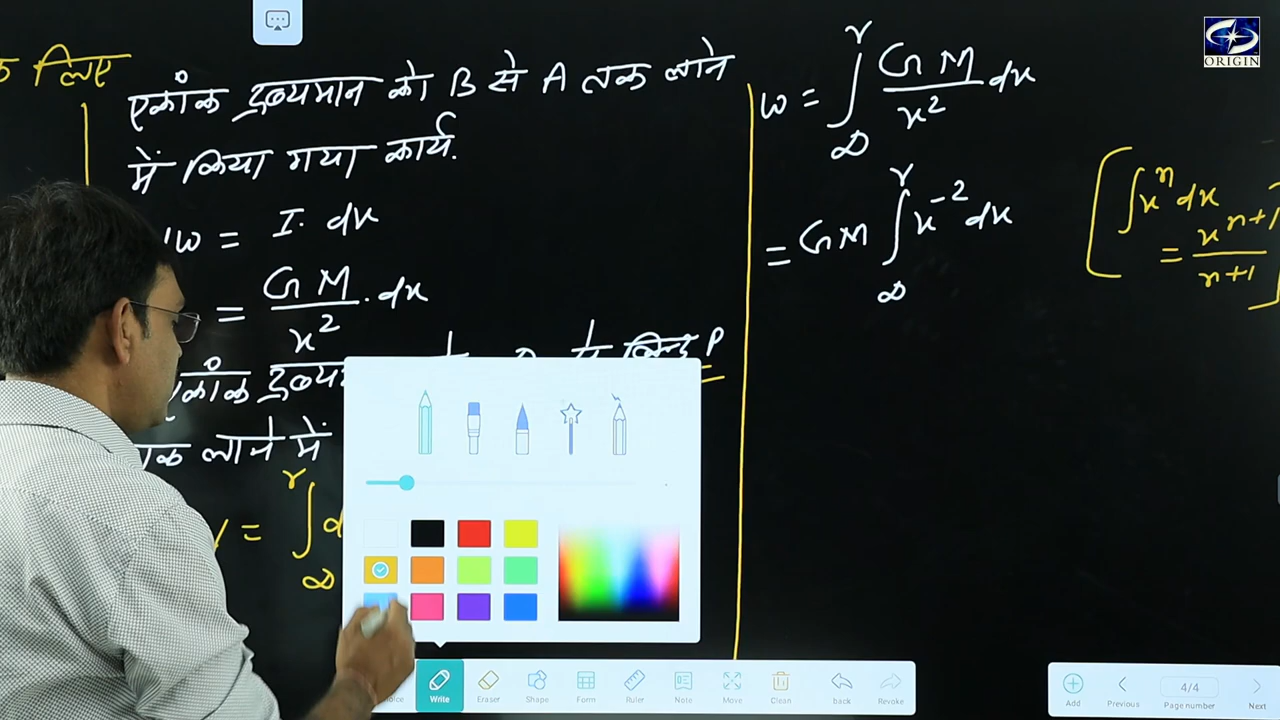 लिए
एकांक द्रव्यमान को B से A तक लाने
में किया गया कार्य.
W = I. dx
= GM/x². dx
एकांक
बिन्दु P
तक लाने में
= ∫_∞^r
W = ∫_∞^r GM/x² dx
= GM ∫_∞^r x⁻² dx
[∫xⁿ dx
= xⁿ⁺¹/n+1]
ORIGIN
Write
Eraser
Shape
Form
Ruler
Note
Move
Clean
back
Revoke
Add
Previous
4/4
Page number
Next